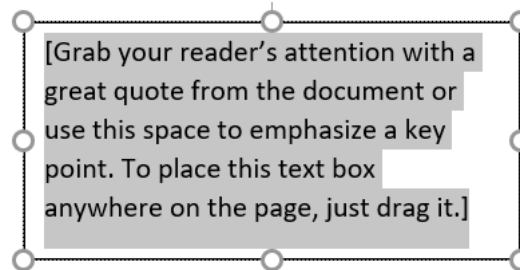 [Grab your reader’s attention with a
great quote from the document or
use this space to emphasize a key
point. To place this text box
anywhere on the page, just drag it.]